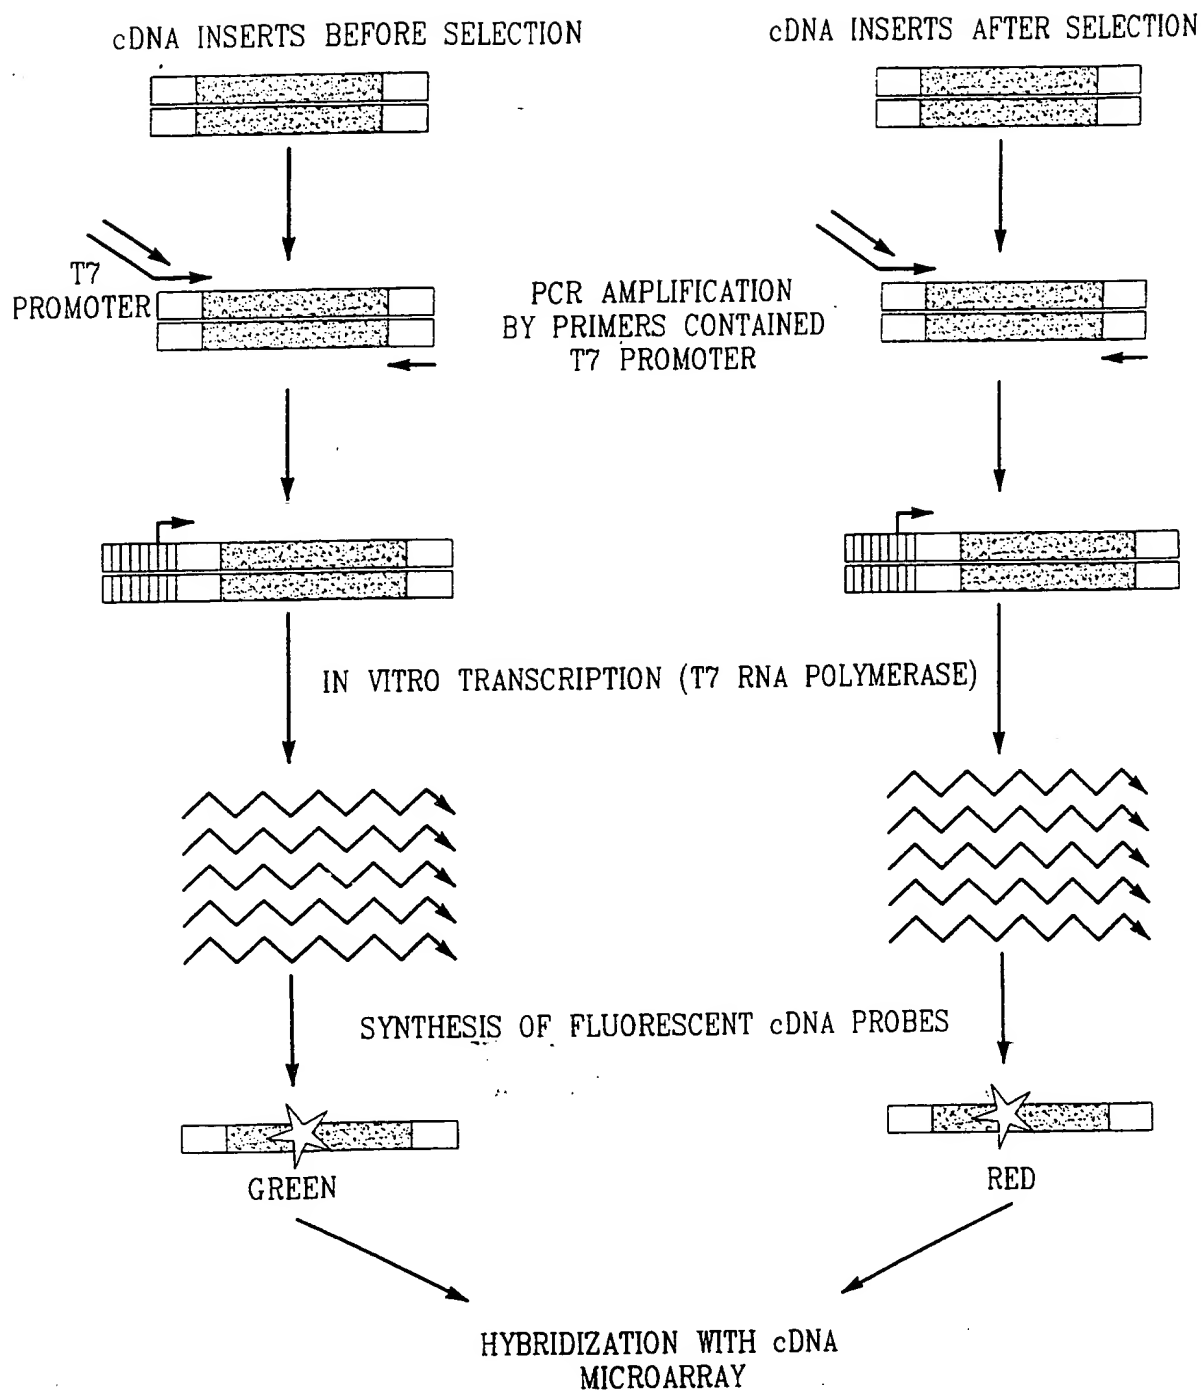 cDNA INSERTS BEFORE SELECTION
cDNA INSERTS AFTER SELECTION
T7
PROMOTER
PCR AMPLIFICATION
BY PRIMERS CONTAINED
T7 PROMOTER
IN VITRO TRANSCRIPTION (T7 RNA POLYMERASE)
SYNTHESIS OF FLUORESCENT cDNA PROBES
GREEN
RED
HYBRIDIZATION WITH cDNA
MICROARRAY